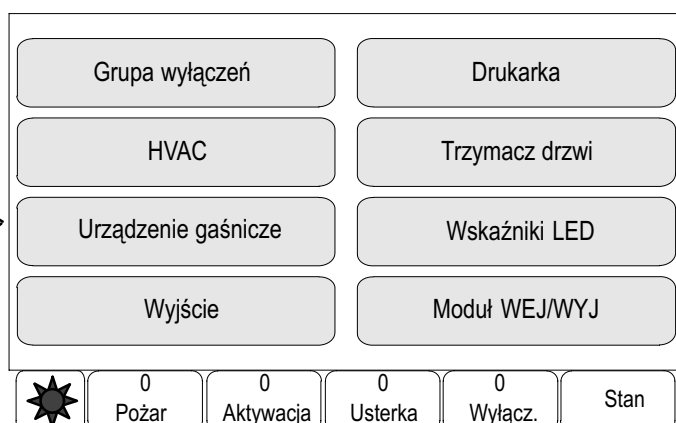 Grupa wyłączeń
Drukarka
HVAC
Trzymacz drzwi
Urządzenie gaśnicze
Wskaźniki LED
Wyjście
Moduł WEJ/WYJ
0
Pożar
0
Aktywacja
0
Usterka
0
Wyłącz.
Stan